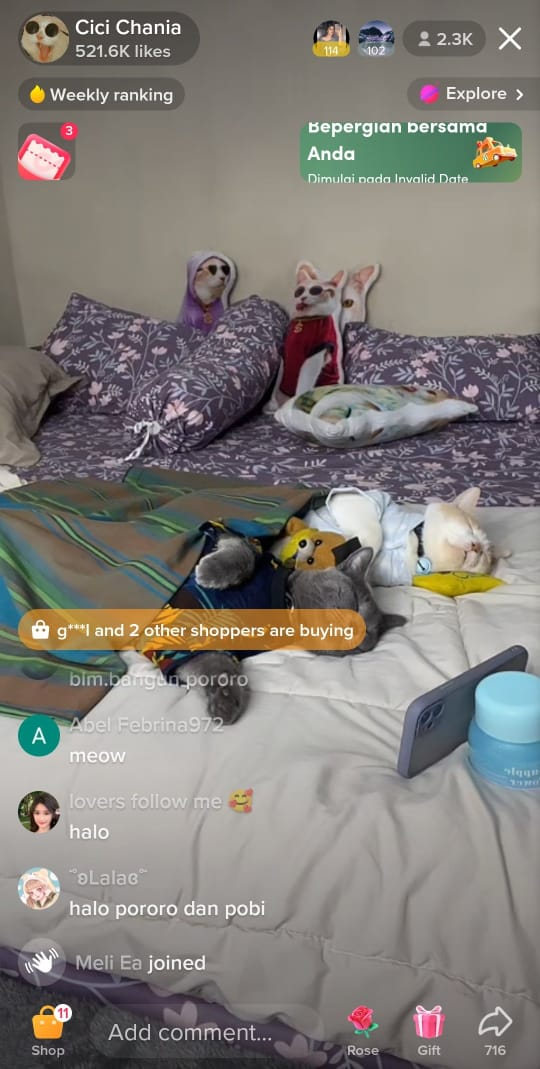 Cici Chania
521.6K likes
114
102
2.3K
Weekly ranking
Explore
3
Bepergian bersama
Anda
Dimulai pada Invalid Date
g***l and 2 other shoppers are buying
blm.bangun pororo
A
Abel Febrina972
meow
lovers follow me 🥰
halo
ʚLalaɞ
halo pororo dan pobi
Meli Ea joined
11
Shop
Add comment...
Rose
Gift
716